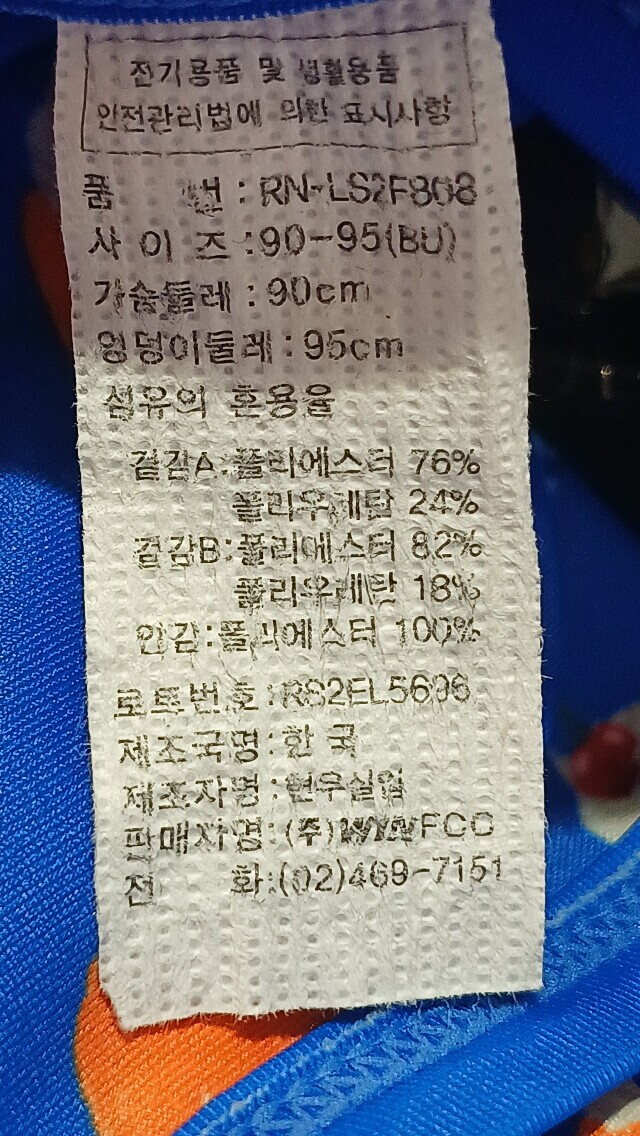 전기용품 및 생활용품
안전관리법에 의한 표시사항
품 번 : RN-LS2F808
사 이 즈 : 90-95(BU)
가슴둘레 : 90cm
엉덩이둘레 : 95cm
섬유의 혼용율
겉감A:폴리에스터 76%
폴리우레탄 24%
겉감B:폴리에스터 82%
폴리우레탄 18%
안감:폴리에스터 100%
로트번호:RS2EL5696
제조국명:한 국
제조자명:현우실업
판매자명:(주)WINFCC
전 화:(02)469-7151